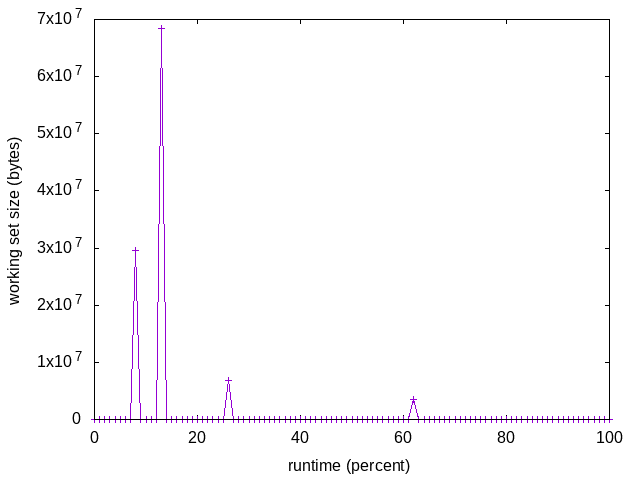 7x10^7
6x10^7
5x10^7
4x10^7
3x10^7
2x10^7
1x10^7
0
working set size (bytes)
0 20 40 60 80 100
runtime (percent)